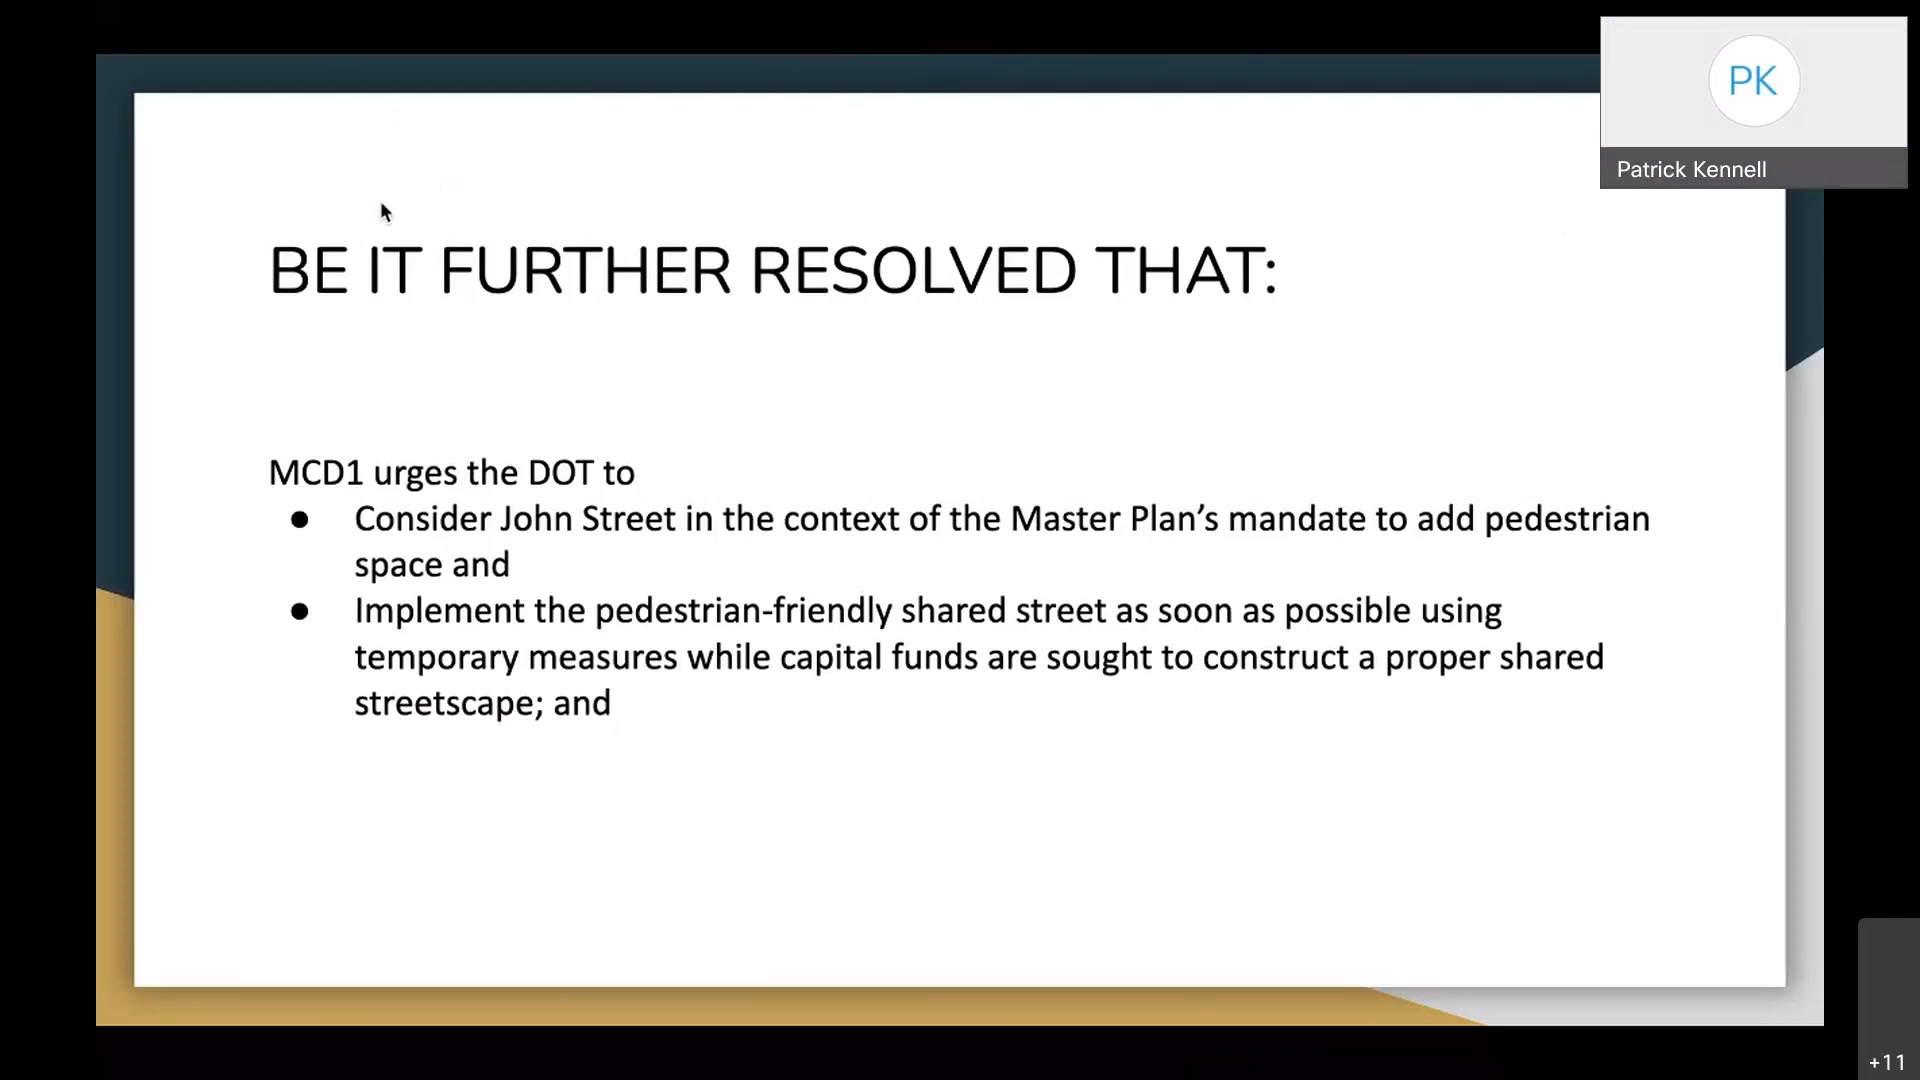 PK
Patrick Kennell
BE IT FURTHER RESOLVED THAT:
MCD1 urges the DOT to
● Consider John Street in the context of the Master Plan’s mandate to add pedestrian
space and
● Implement the pedestrian-friendly shared street as soon as possible using
temporary measures while capital funds are sought to construct a proper shared
streetscape; and
+11